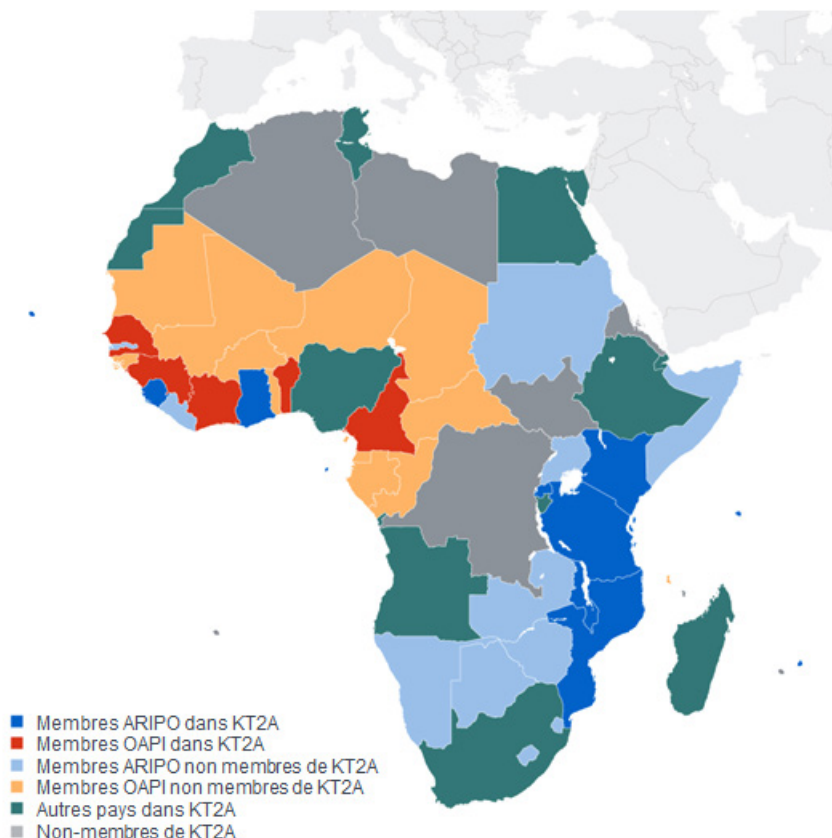 Membres ARIPO dans KT2A
Membres OAPI dans KT2A
Membres ARIPO non membres de KT2A
Membres OAPI non membres de KT2A
Autres pays dans KT2A
Non-membres de KT2A